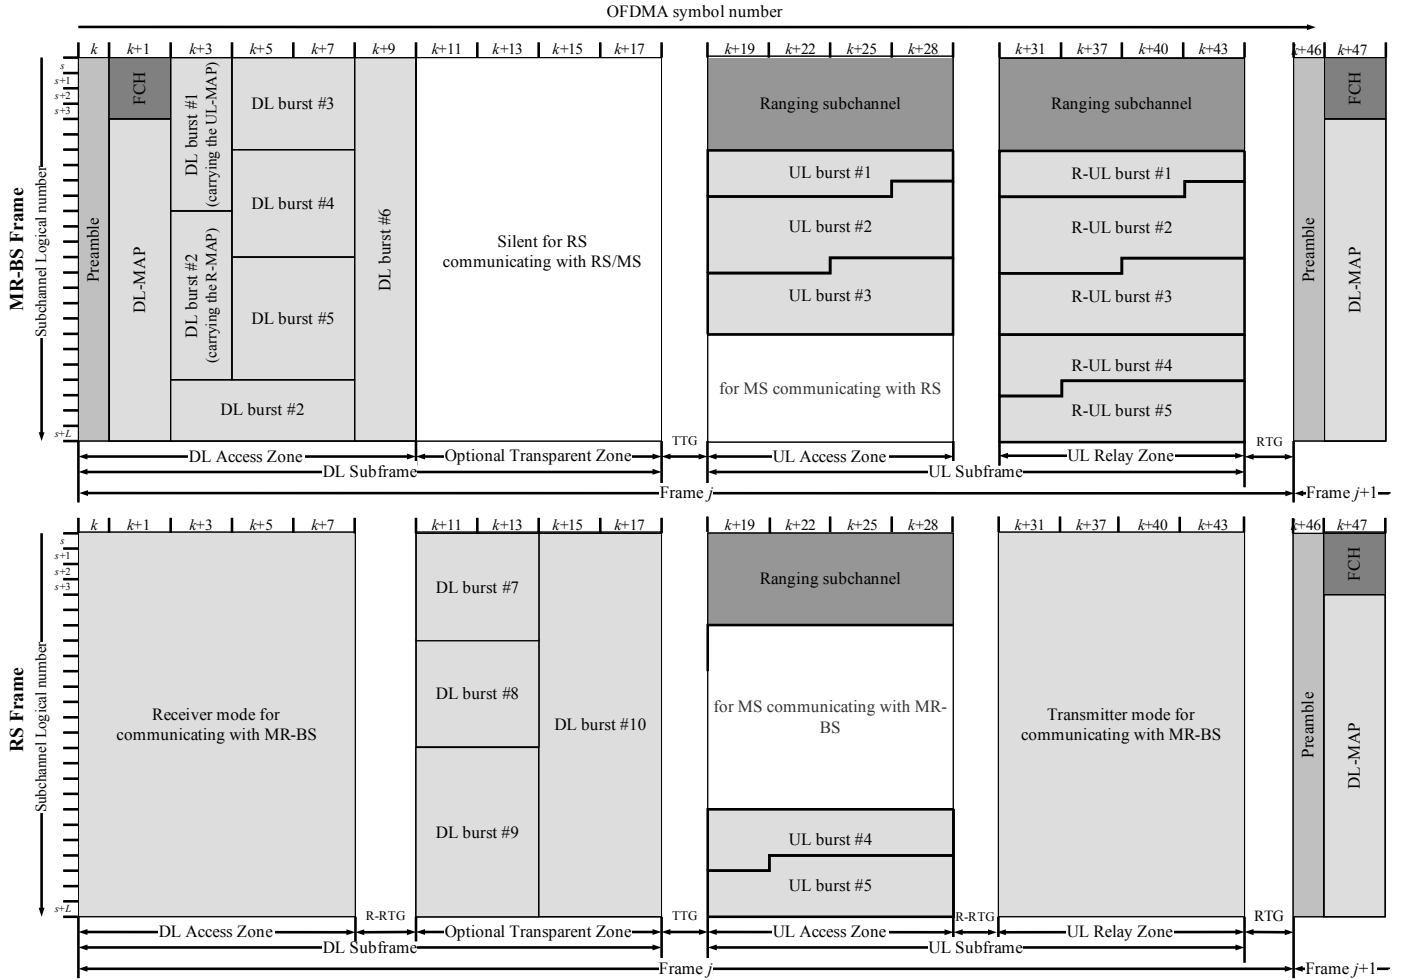 OFDMA symbol number
k k+1 k+3 k+5 k+7 k+9 k+11 k+13 k+15 k+17 k+19 k+22 k+25 k+28 k+31 k+37 k+40 k+43 k+46 k+47
MR-BS Frame
Subchannel Logical number
s
s+1
s+2
s+3
s+L
Preamble
FCH
DL-MAP
DL burst #1
(carrying the UL-MAP)
DL burst #2
(carrying the R-MAP)
DL burst #3
DL burst #4
DL burst #5
DL burst #2
DL burst #6
Silent for RS
communicating with RS/MS
Ranging subchannel
UL burst #1
UL burst #2
UL burst #3
for MS communicating with RS
Ranging subchannel
R-UL burst #1
R-UL burst #2
R-UL burst #3
R-UL burst #4
R-UL burst #5
Preamble
FCH
DL-MAP
TTG
RTG
DL Access Zone Optional Transparent Zone UL Access Zone UL Relay Zone
DL Subframe UL Subframe
Frame j Frame j+1
k k+1 k+3 k+5 k+7 k+11 k+13 k+15 k+17 k+19 k+22 k+25 k+28 k+31 k+37 k+40 k+43 k+46 k+47
RS Frame
Subchannel Logical number
s
s+1
s+2
s+3
s+L
Receiver mode for
communicating with MR-BS
DL burst #7
DL burst #8
DL burst #9
DL burst #10
Ranging subchannel
for MS communicating with MR-
BS
UL burst #4
UL burst #5
Transmitter mode for
communicating with MR-BS
Preamble
FCH
DL-MAP
R-RTG TTG R-RTG RTG
DL Access Zone Optional Transparent Zone UL Access Zone UL Relay Zone
DL Subframe UL Subframe
Frame j Frame j+1